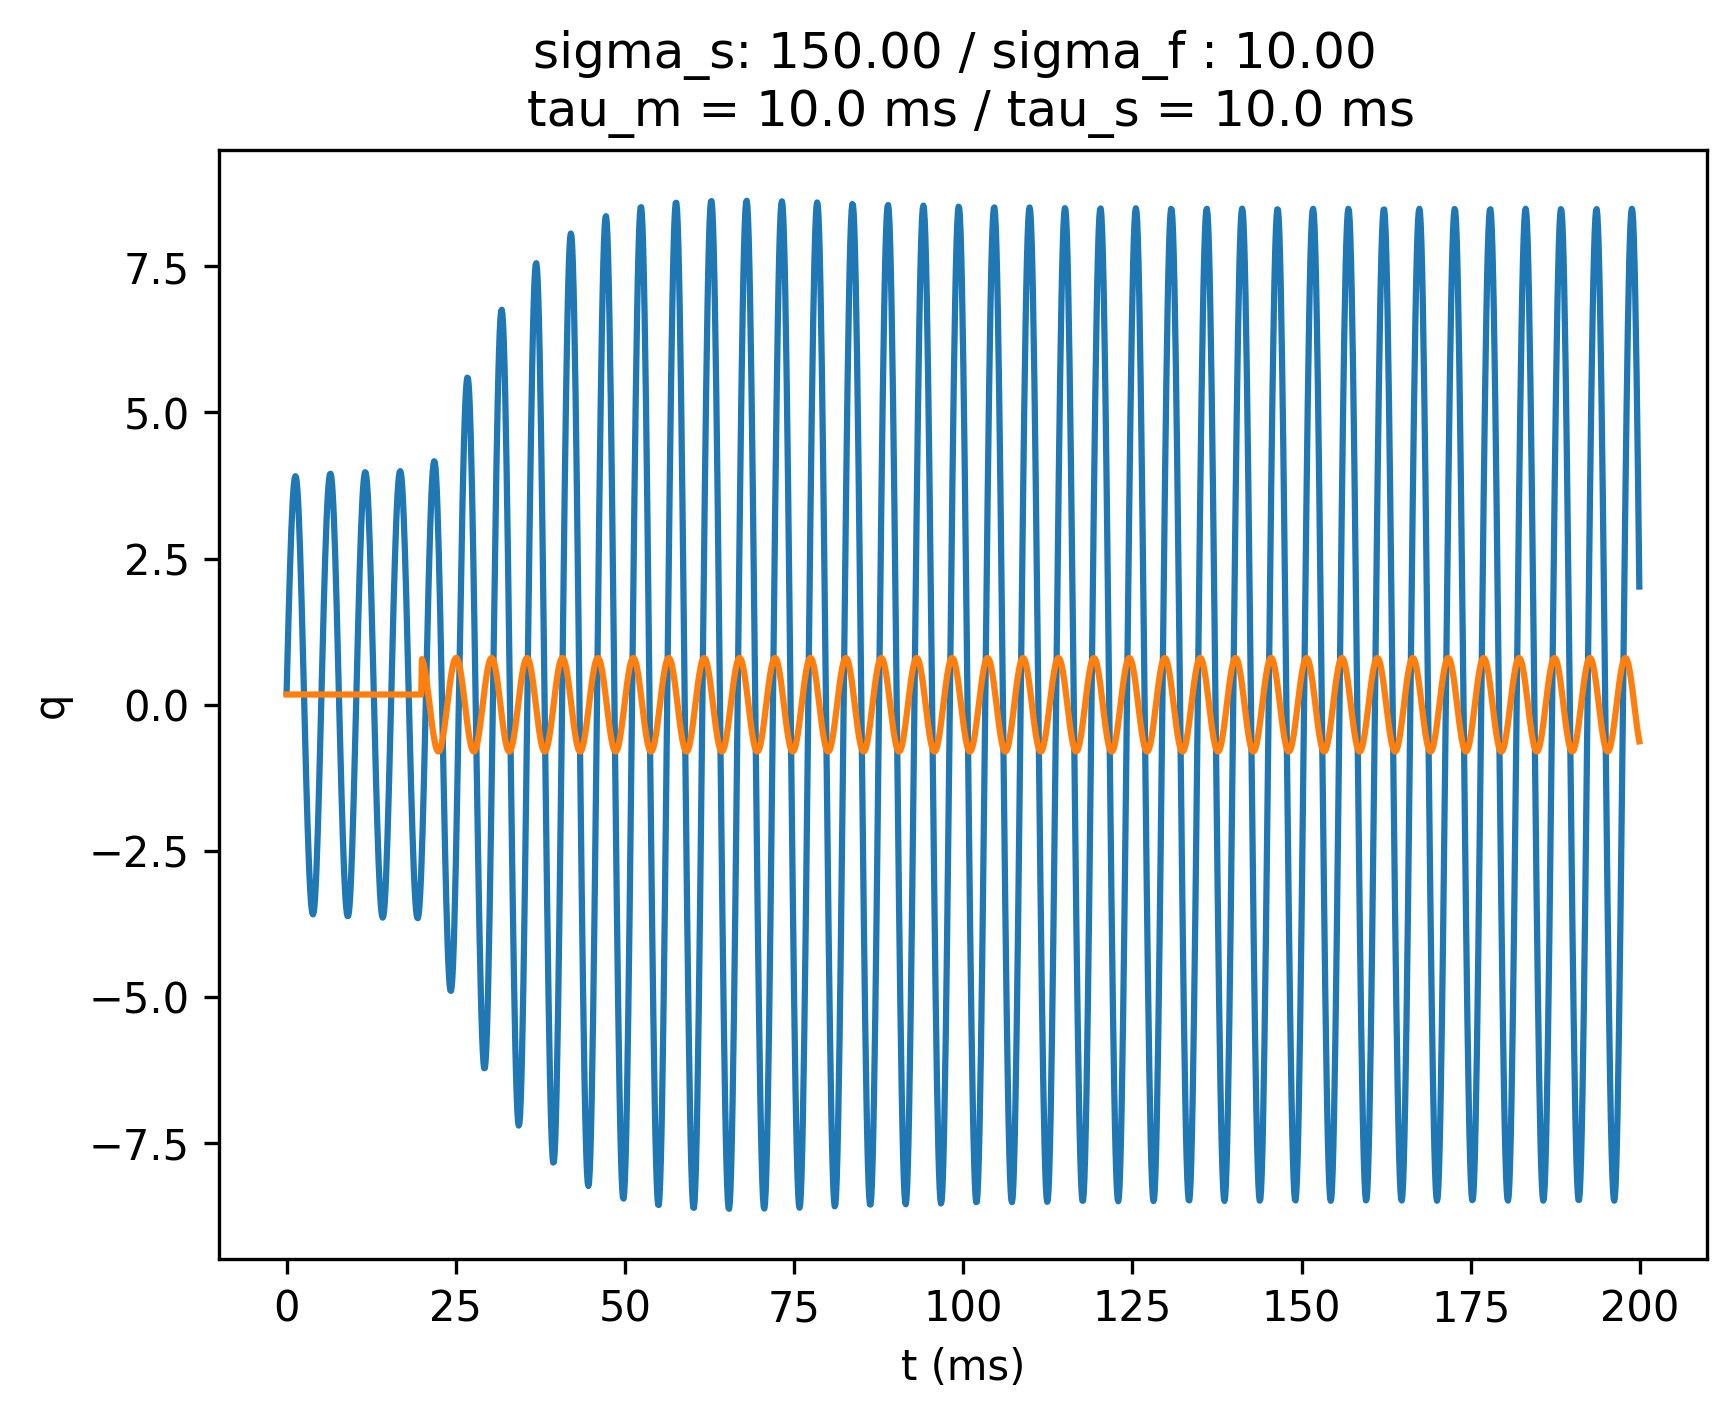 sigma_s: 150.00 / sigma_f : 10.00
tau_m = 10.0 ms / tau_s = 10.0 ms
7.5
5.0
2.5
0.0
−2.5
−5.0
−7.5
q
0 25 50 75 100 125 150 175 200
t (ms)